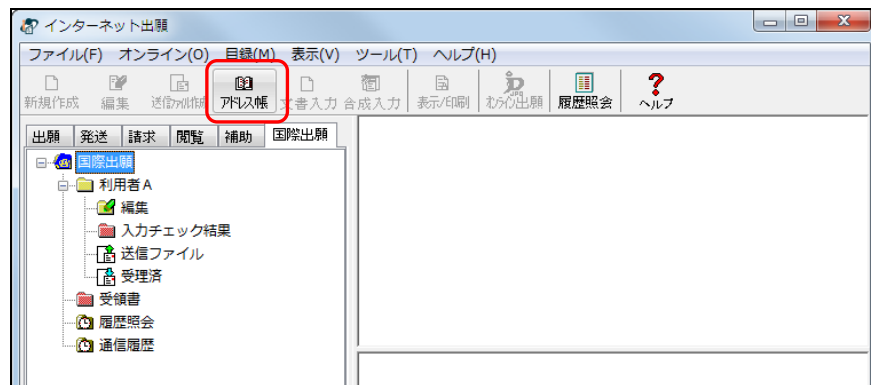 インターネット出願
ファイル(F) オンライン(O) 目録(M) 表示(V) ツール(T) ヘルプ(H)
新規作成 編集 送信ファイル作成 アドレス帳 文書入力 合成入力 表示/印刷 オンライン出願 履歴照会 ヘルプ
出願 発送 請求 閲覧 補助 国際出願
国際出願
利用者A
編集
入力チェック結果
送信ファイル
受理済
受領書
履歴照会
通信履歴